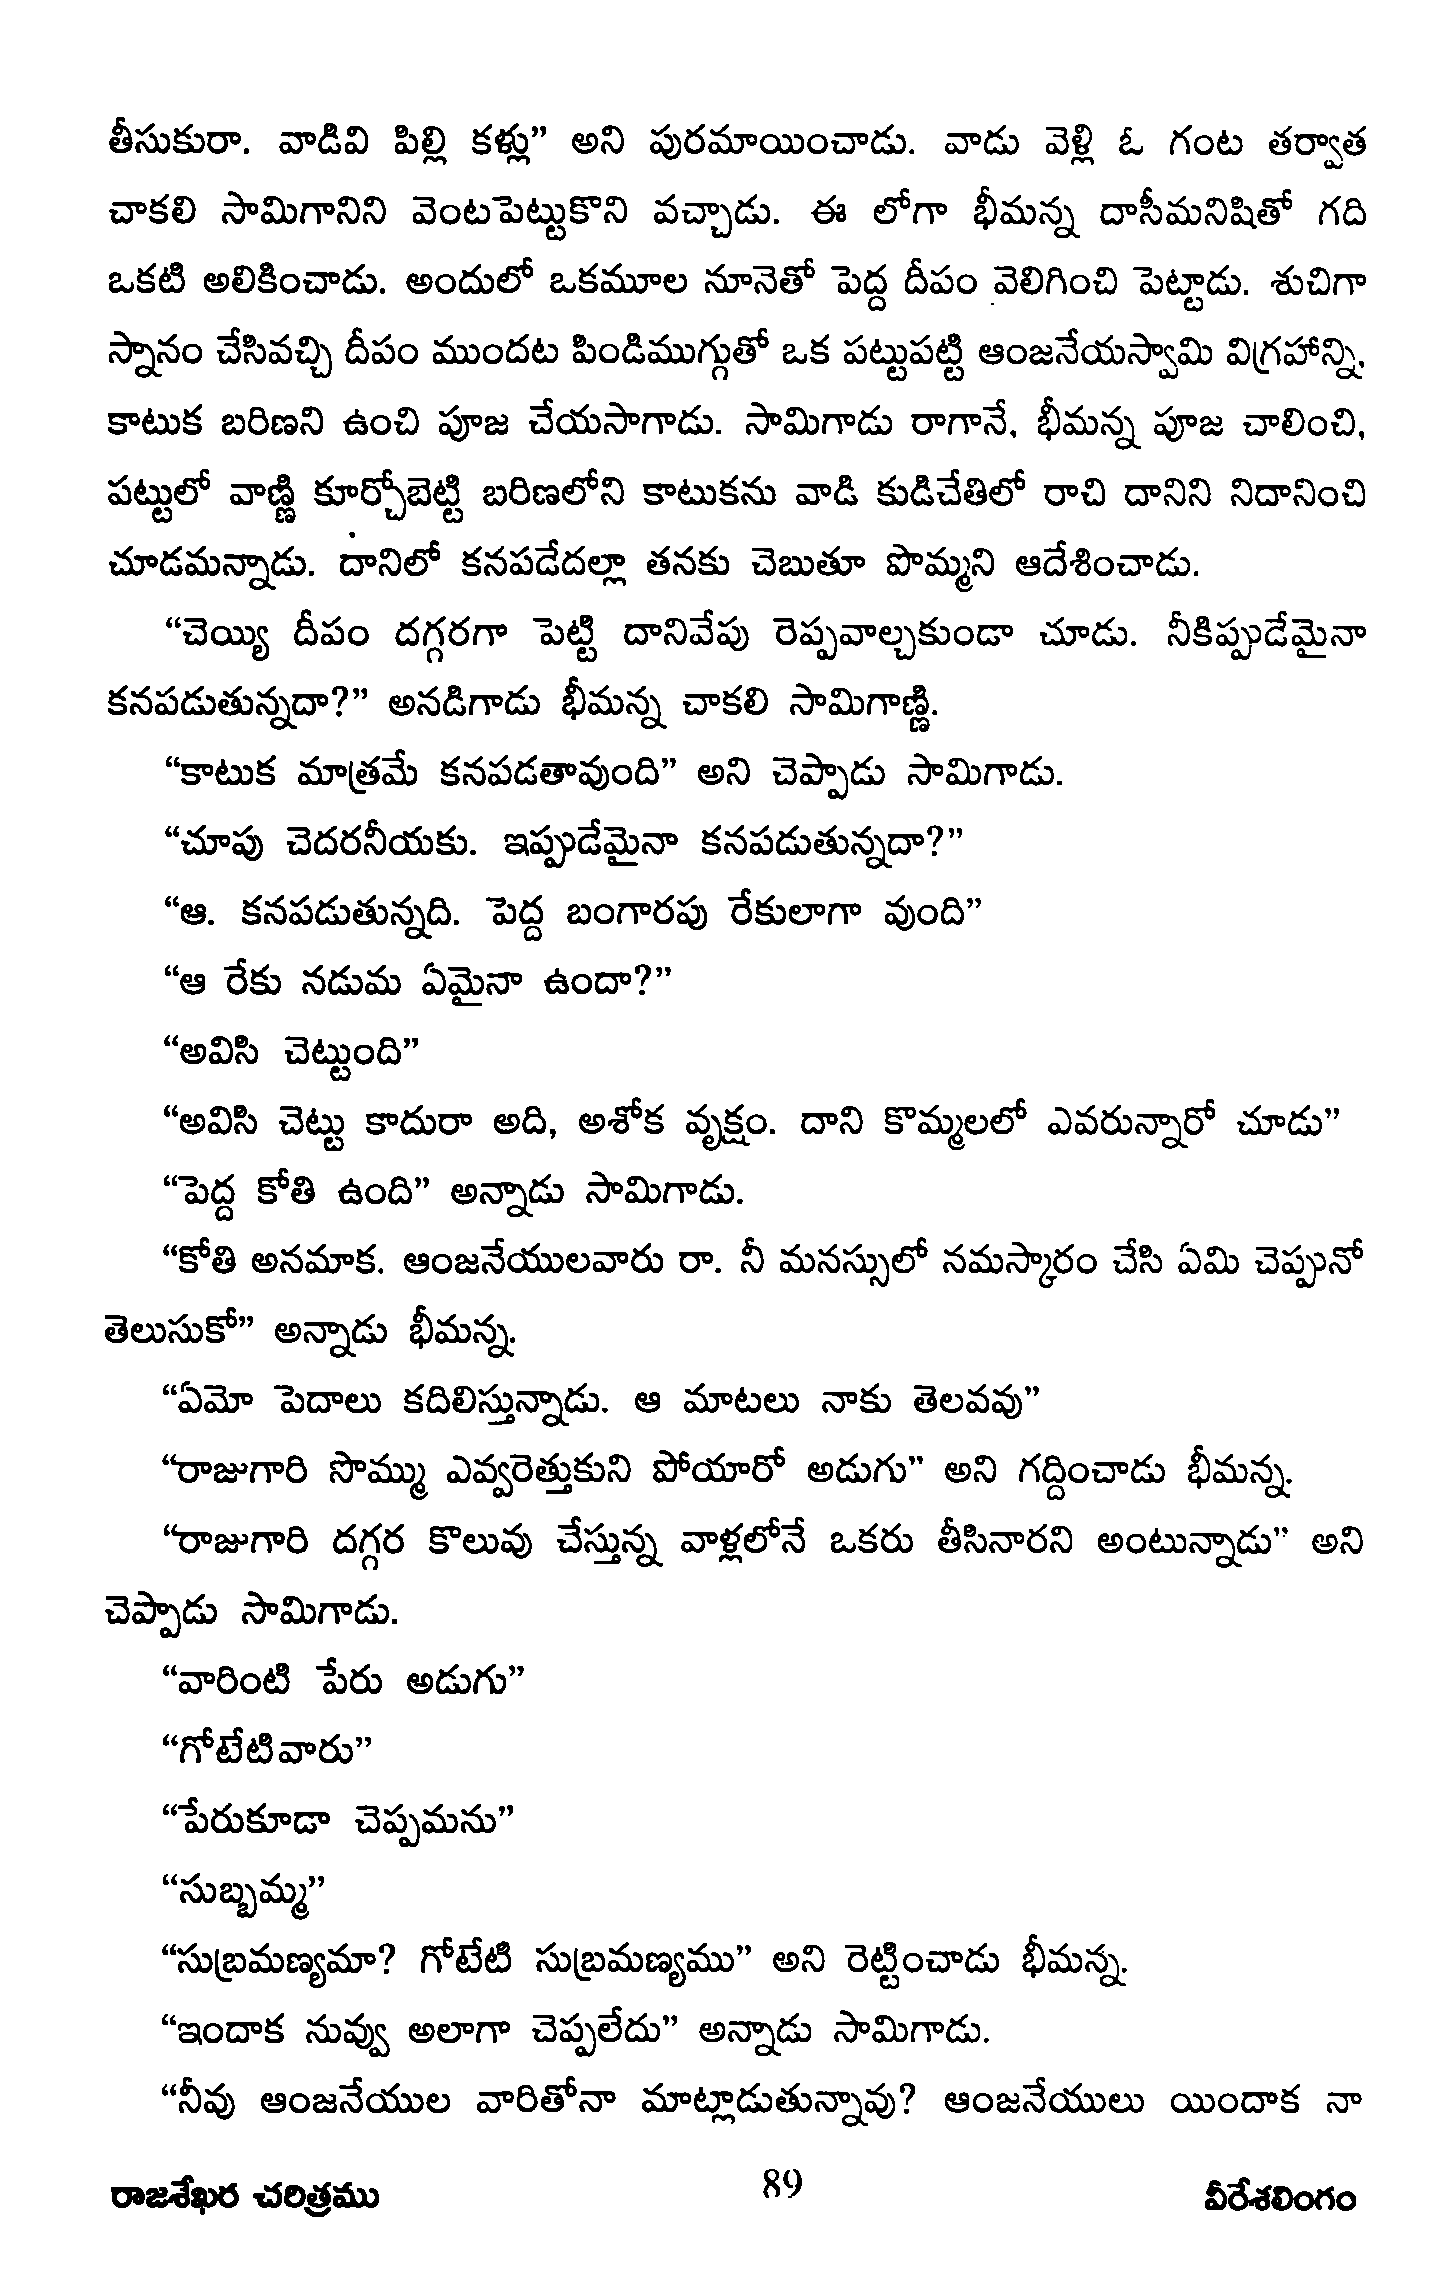 తీసుకురా. వాడివి పిల్లి కళ్లు” అని పురమాయించాడు. వాడు వెళ్లి ఓ గంట తర్వాత
చాకలి సామిగానిని వెంటపెట్టుకొని వచ్చాడు. ఈ లోగా భీమన్న దాసీమనిషితో గది
ఒకటి అలికించాడు. అందులో ఒకమూల నూనెతో పెద్ద దీపం వెలిగించి పెట్టాడు. శుచిగా
స్నానం చేసివచ్చి దీపం ముందట పిండిముగ్గుతో ఒక పట్టుపట్టి ఆంజనేయస్వామి విగ్రహాన్ని,
కాటుక బరిణని ఉంచి పూజ చేయసాగాడు. సామిగాడు రాగానే, భీమన్న పూజ చాలించి,
పట్టులో వాణ్ణి కూర్చోబెట్టి బరిణలోని కాటుకను వాడి కుడిచేతిలో రాచి దానిని నిదానించి
చూడమన్నాడు. దానిలో కనపడేదల్లా తనకు చెబుతూ పొమ్మని ఆదేశించాడు.
“చెయ్యి దీపం దగ్గరగా పెట్టి దానివేపు రెప్పవాల్చకుండా చూడు. నీకిప్పుడేమైనా
కనపడుతున్నదా?” అనడిగాడు భీమన్న చాకలి సామిగాణ్ణి.
“కాటుక మాత్రమే కనపడతావుంది” అని చెప్పాడు సామిగాడు.
“చూపు చెదరనీయకు. ఇప్పుడేమైనా కనపడుతున్నదా?”
“ఆ. కనపడుతున్నది. పెద్ద బంగారపు రేకులాగా వుంది”
“ఆ రేకు నడుమ ఏమైనా ఉందా?”
“అవిసి చెట్టుంది”
“అవిసి చెట్టు కాదురా అది, అశోక వృక్షం. దాని కొమ్మలలో ఎవరున్నారో చూడు”
“పెద్ద కోతి ఉంది” అన్నాడు సామిగాడు.
“కోతి అనమాక. ఆంజనేయులవారు రా. నీ మనస్సులో నమస్కారం చేసి ఏమి చెప్పునో
తెలుసుకో” అన్నాడు భీమన్న.
“ఏమో పెదాలు కదిలిస్తున్నాడు. ఆ మాటలు నాకు తెలవవు”
“రాజుగారి సొమ్ము ఎవ్వరెత్తుకుని పోయారో అడుగు” అని గద్దించాడు భీమన్న.
“రాజుగారి దగ్గర కొలువు చేస్తున్న వాళ్లలోనే ఒకరు తీసినారని అంటున్నాడు” అని
చెప్పాడు సామిగాడు.
“వారింటి పేరు అడుగు”
“గోటేటివారు”
“పేరుకూడా చెప్పమను”
“సుబ్బమ్మ”
“సుబ్రమణ్యమా? గోటేటి సుబ్రమణ్యము” అని రెట్టించాడు భీమన్న.
“ఇందాక నువ్వు అలాగా చెప్పలేదు” అన్నాడు సామిగాడు.
“నీవు ఆంజనేయుల వారితోనా మాట్లాడుతున్నావు? ఆంజనేయులు యిందాక నా
రాజశేఖర చరిత్రము 89 వీరేశలింగం